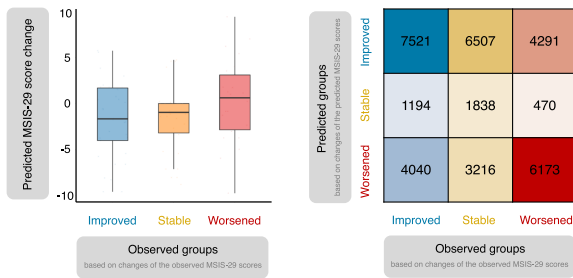 Predicted MSIS-29 score change
10
5
0
-5
-10
Improved Stable Worsened
Observed groups
based on changes of the observed MSIS-29 scores
Predicted groups
based on changes of the predicted MSIS-29 scores
Improved
Stable
Worsened
7521 6507 4291
1194 1838 470
4040 3216 6173
Improved Stable Worsened
Observed groups
based on changes of the observed MSIS-29 scores